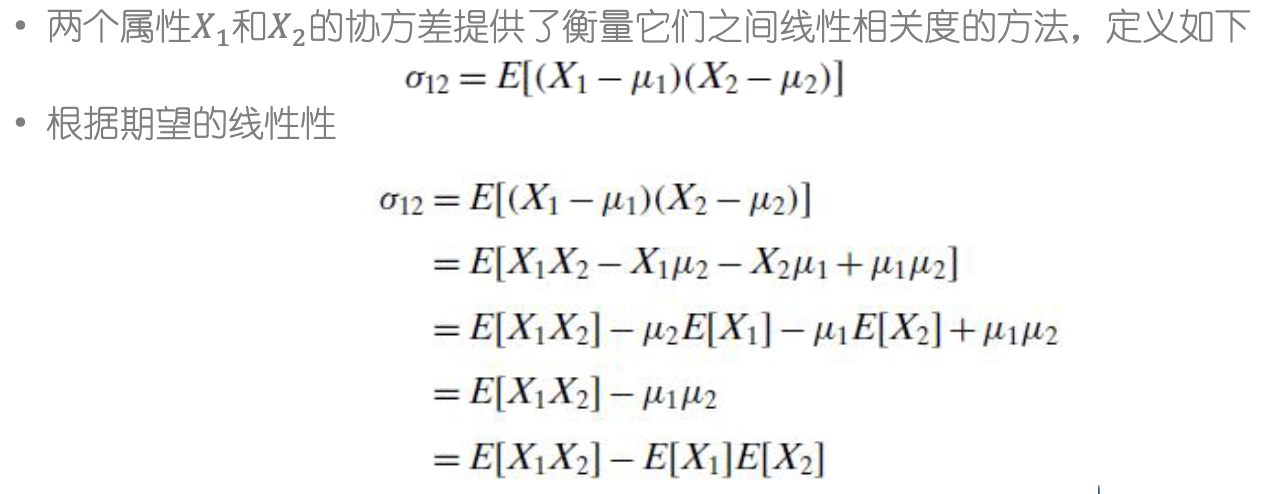 • 两个属性X₁和X₂的协方差提供了衡量它们之间线性相关度的方法，定义如下
σ₁₂ = E[(X₁ − μ₁)(X₂ − μ₂)]
• 根据期望的线性性
σ₁₂ = E[(X₁ − μ₁)(X₂ − μ₂)]
= E[X₁X₂ − X₁μ₂ − X₂μ₁ + μ₁μ₂]
= E[X₁X₂] − μ₂E[X₁] − μ₁E[X₂] + μ₁μ₂
= E[X₁X₂] − μ₁μ₂
= E[X₁X₂] − E[X₁]E[X₂]